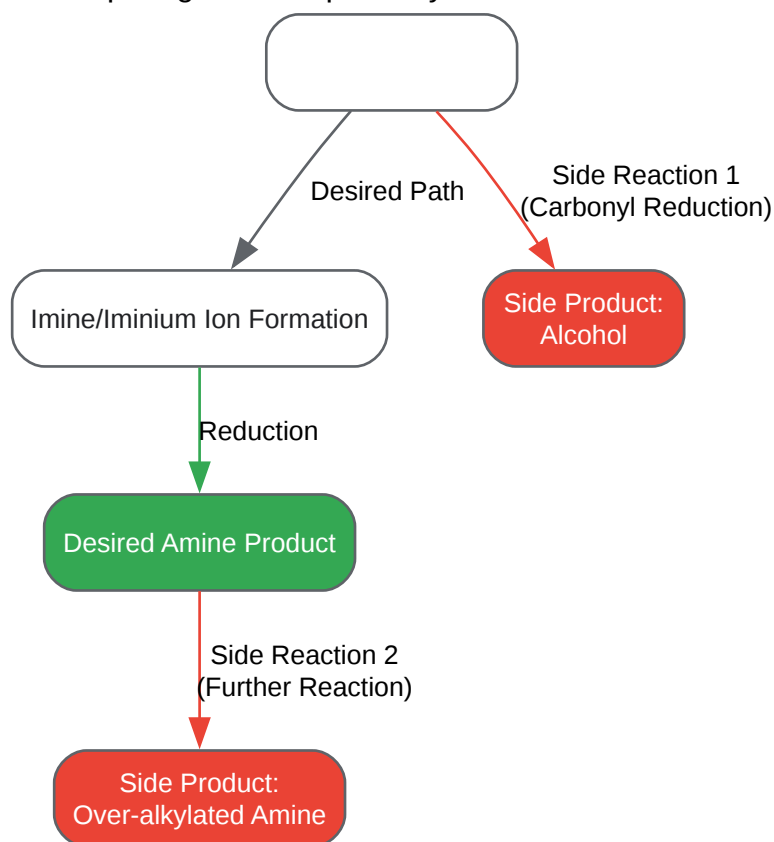 Desired Path
Side Reaction 1
(Carbonyl Reduction)
Imine/Iminium Ion Formation
Side Product:
Alcohol
Reduction
Desired Amine Product
Side Reaction 2
(Further Reaction)
Side Product:
Over-alkylated Amine